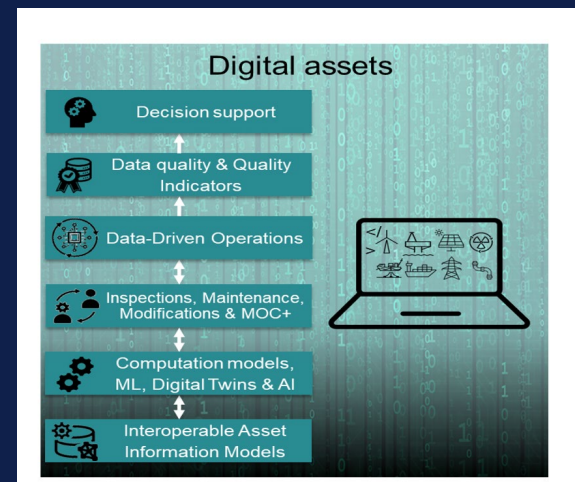 Digital assets
Decision support
Data quality & Quality
Indicators
Data-Driven Operations
Inspections, Maintenance,
Modifications & MOC+
Computation models,
ML, Digital Twins & AI
Interoperable Asset
Information Models